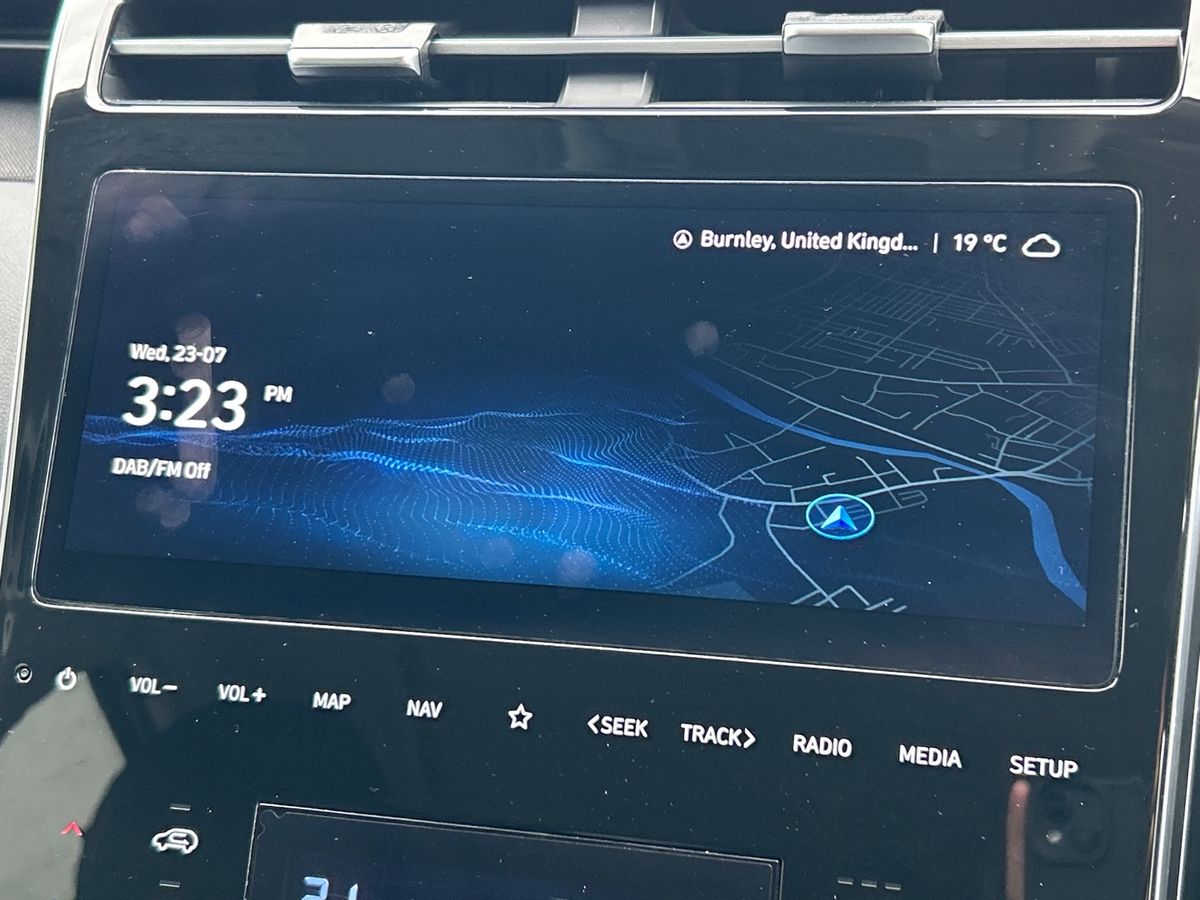 Burnley, United Kingd... | 19 °C
Wed, 23-07
3:23 PM
DAB/FM Off
VOL− VOL+ MAP NAV <SEEK TRACK> RADIO MEDIA SETUP